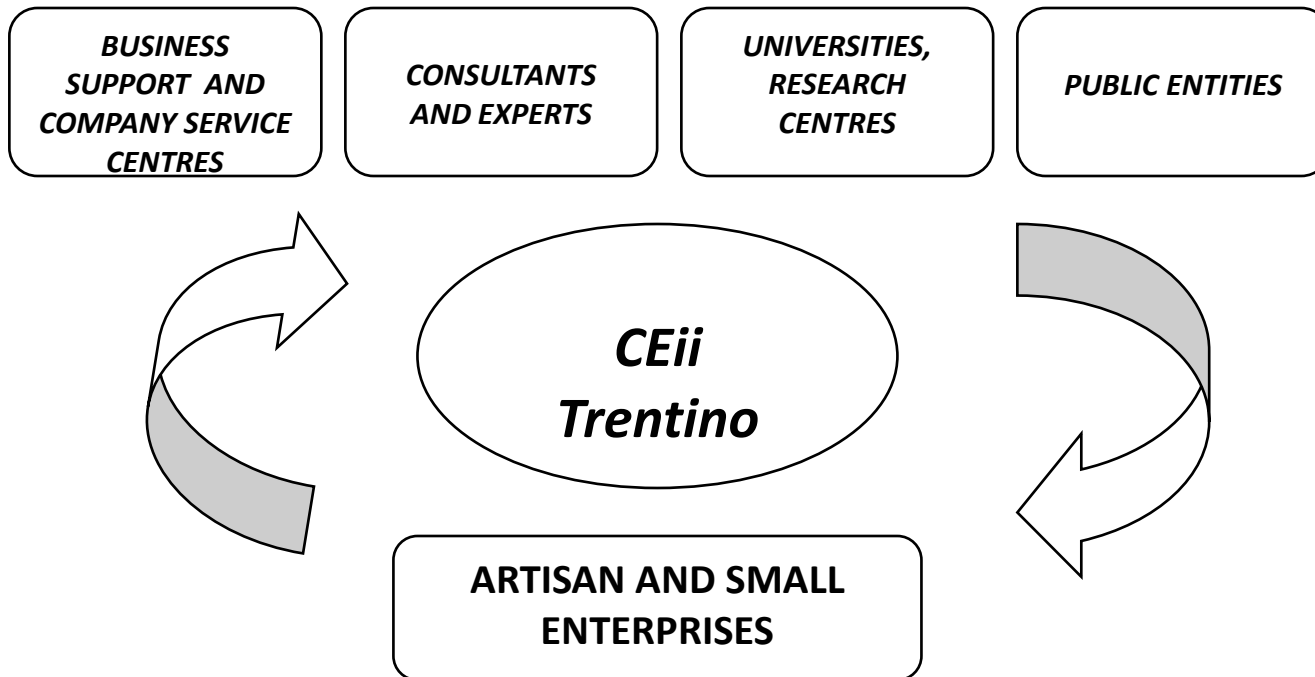 BUSINESS
SUPPORT AND
COMPANY SERVICE
CENTRES
CONSULTANTS
AND EXPERTS
UNIVERSITIES,
RESEARCH
CENTRES
PUBLIC ENTITIES
CEii
Trentino
ARTISAN AND SMALL
ENTERPRISES